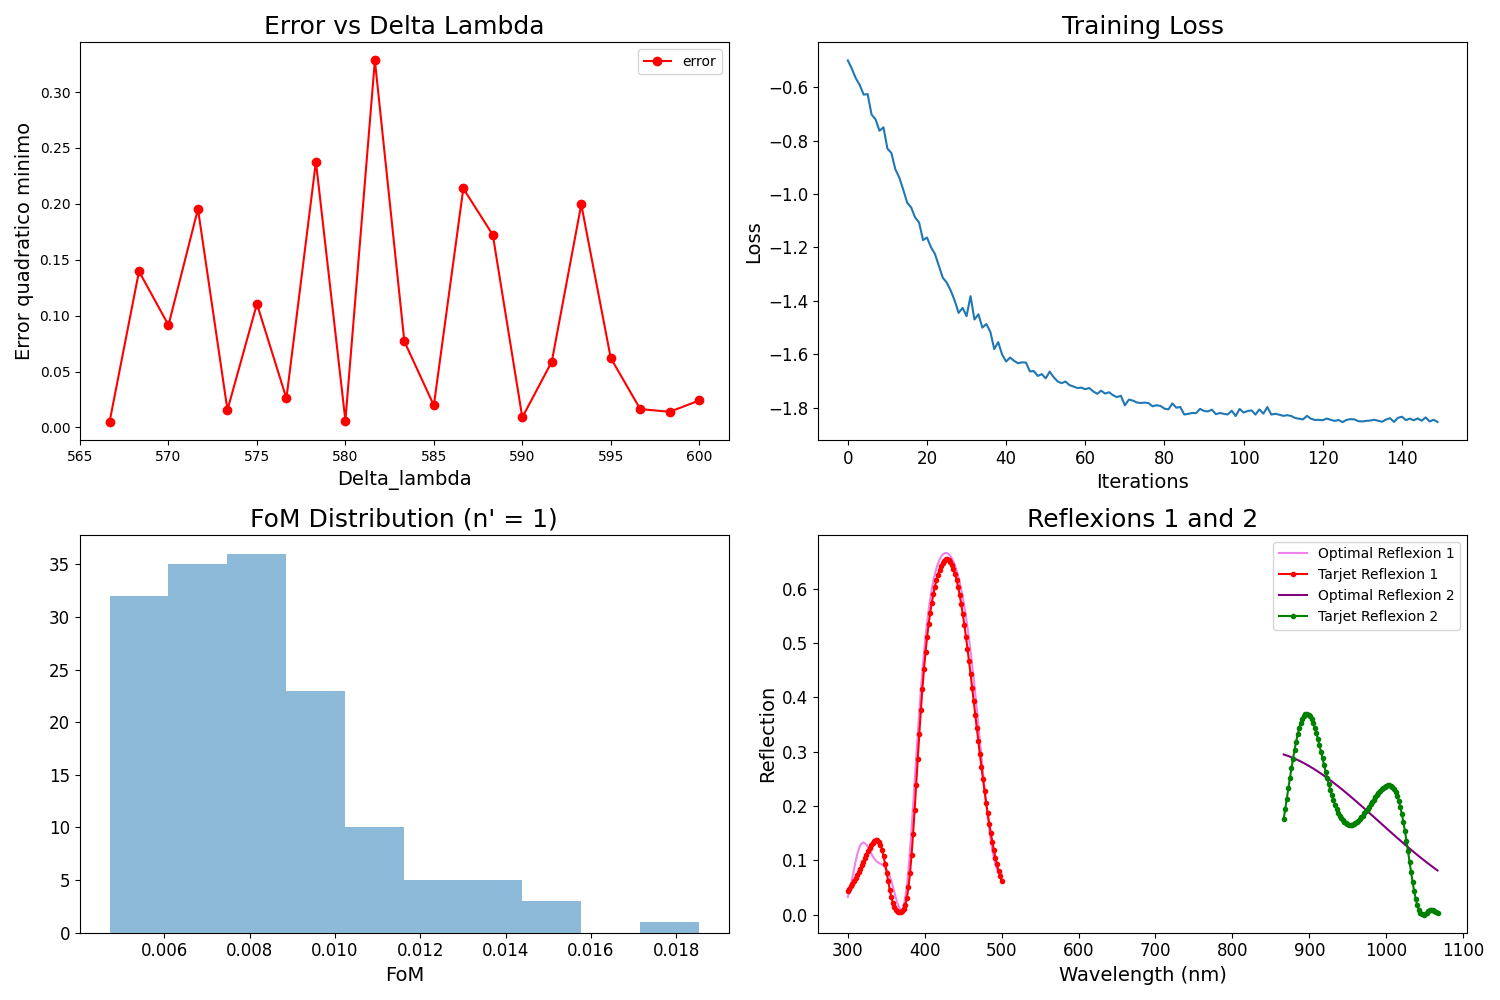 Error vs Delta Lambda
error
Error quadratico minimo
0.30
0.25
0.20
0.15
0.10
0.05
0.00
565 570 575 580 585 590 595 600
Delta_lambda
Training Loss
Loss
−0.6
−0.8
−1.0
−1.2
−1.4
−1.6
−1.8
0 20 40 60 80 100 120 140
Iterations
FoM Distribution (n' = 1)
35
30
25
20
15
10
5
0
0.006 0.008 0.010 0.012 0.014 0.016 0.018
FoM
Reflexions 1 and 2
Optimal Reflexion 1
Tarjet Reflexion 1
Optimal Reflexion 2
Tarjet Reflexion 2
Reflection
0.6
0.5
0.4
0.3
0.2
0.1
0.0
300 400 500 600 700 800 900 1000 1100
Wavelength (nm)